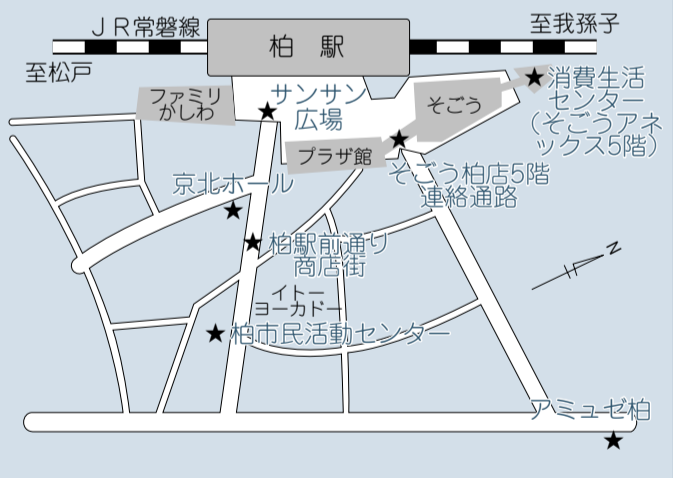 JR常磐線
至我孫子
柏 駅
至松戸
消費生活
センター
(そごうアネ
ックス5階)
ファミリ
かしわ
サンサン
広場
そごう
プラザ館
そごう柏店5階
連絡通路
京北ホール
柏駅前通り
商店街
N
イトー
ヨーカドー
柏市民活動センター
アミュゼ柏